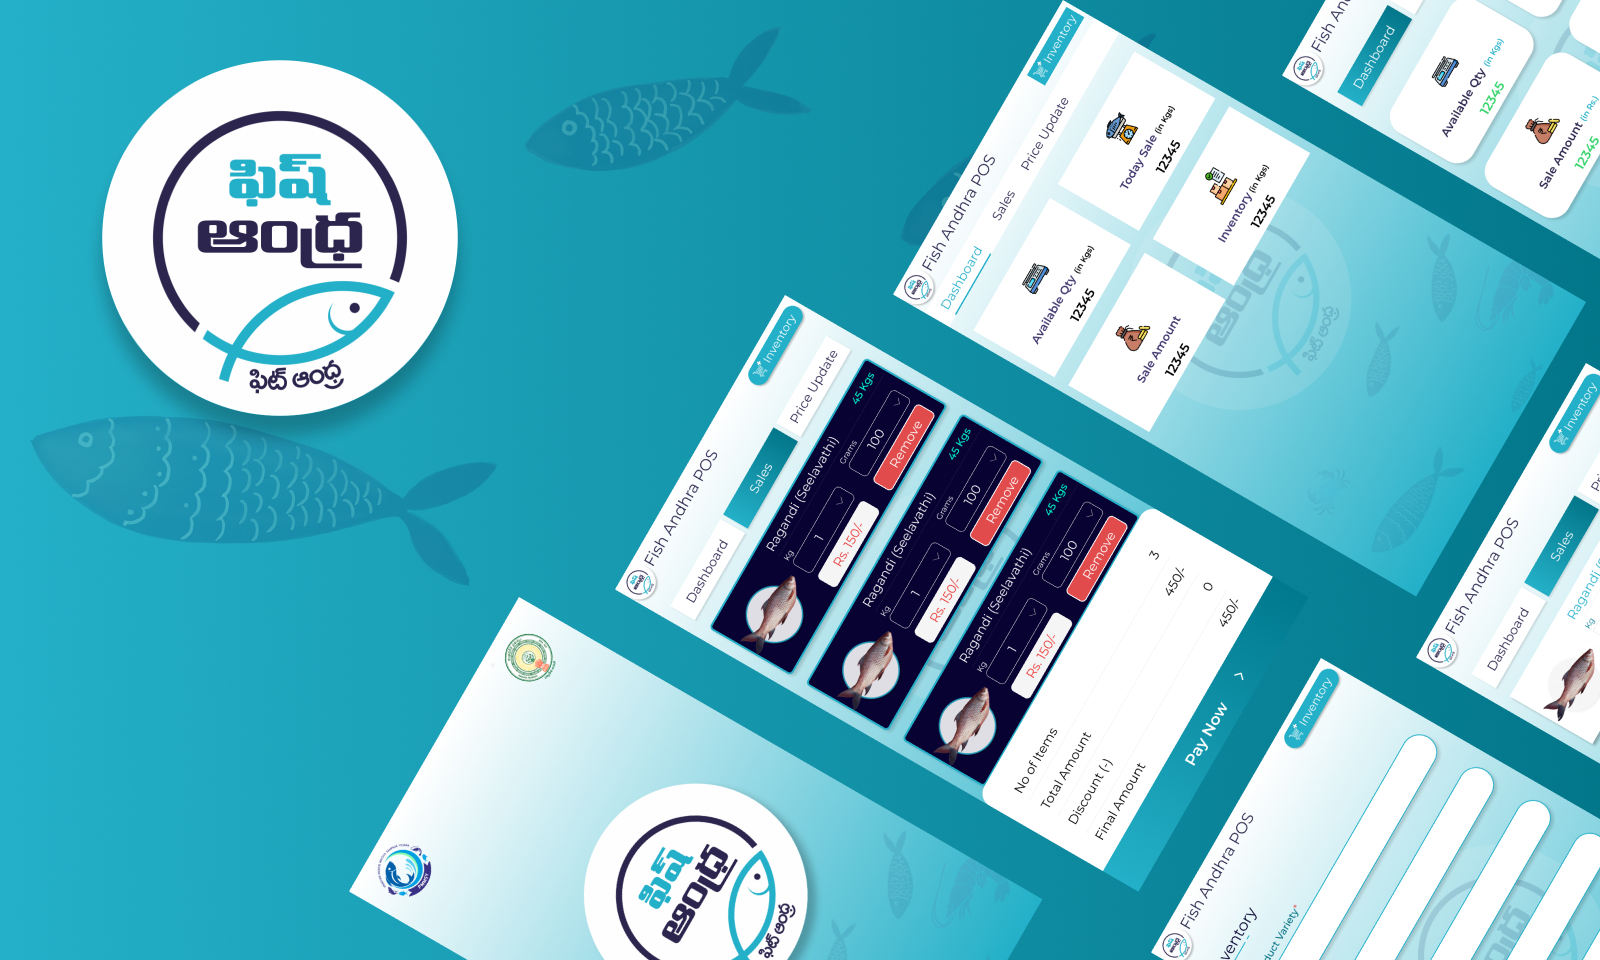 ఫిష్
ఆంధ్ర
ఫిట్ ఆంధ్ర
Fish Andhra POS
Inventory
Dashboard
Sales
Price Update
Available Qty (in Kgs)
12345
Today Sale (in Kgs)
12345
Sale Amount
12345
Inventory (in Kgs)
12345
Dashboard
Available Qty (in Kgs)
12345
Sale Amount (in Rs.)
12345
Fish Andhra POS
Inventory
Dashboard
Sales
Price Update
Ragandi (Seelavathi)
45 Kgs
Kg
Grams
1
100
Rs. 150/-
Remove
Ragandi (Seelavathi)
45 Kgs
Kg
Grams
1
100
Rs. 150/-
Remove
Ragandi (Seelavathi)
45 Kgs
Kg
Grams
1
100
Rs. 150/-
Remove
No of Items 3
Total Amount 450/-
Discount (-) 0
Final Amount 450/-
Pay Now
ఫిష్
ఆంధ్ర
ఫిట్ ఆంధ్ర
Fish Andhra POS
Inventory
Dashboard
Sales
Kg
Fish Andhra POS
Inventory